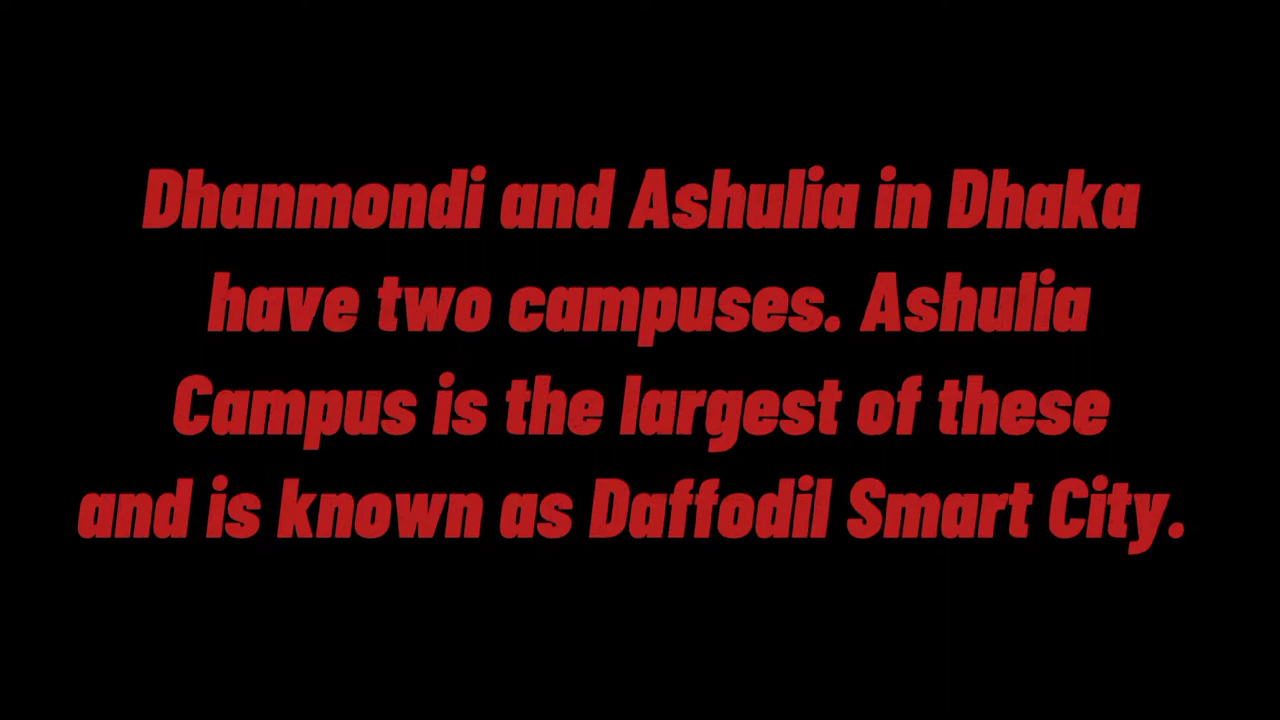 Dhanmondi and Ashulia in Dhaka
have two campuses. Ashulia
Campus is the largest of these
and is known as Daffodil Smart City.